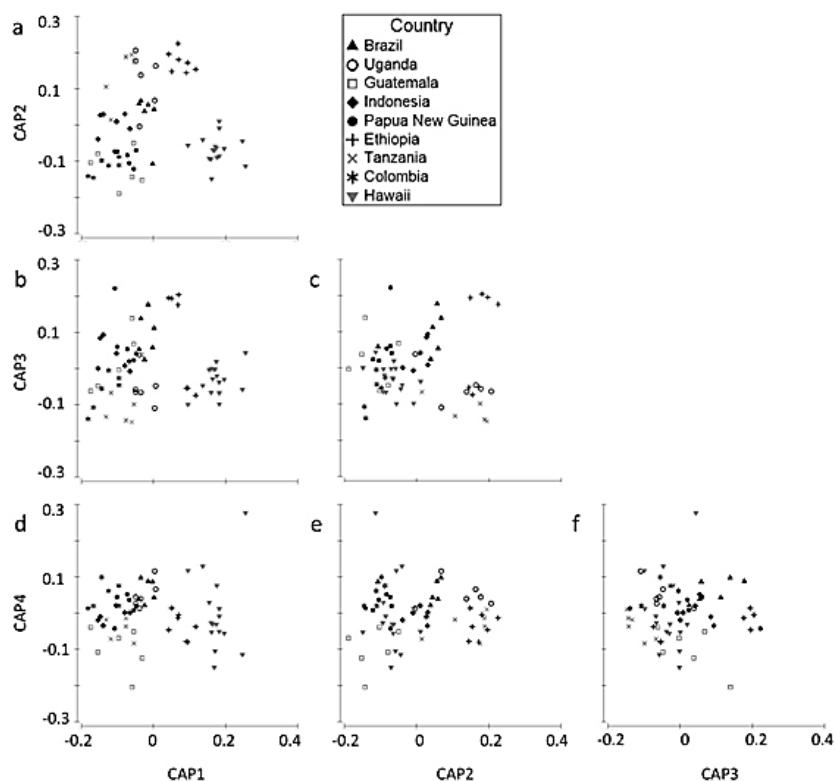 a
0.3
CAP2
0.1
-0.1
-0.3
Country
Brazil
Uganda
Guatemala
Indonesia
Papua New Guinea
Ethiopia
Tanzania
Colombia
Hawaii
b
0.3
CAP3
0.1
-0.1
-0.3
c
d
0.3
CAP4
0.1
-0.1
-0.3
-0.2 0 0.2 0.4
CAP1
e
-0.2 0 0.2 0.4
CAP2
f
-0.2 0 0.2 0.4
CAP3